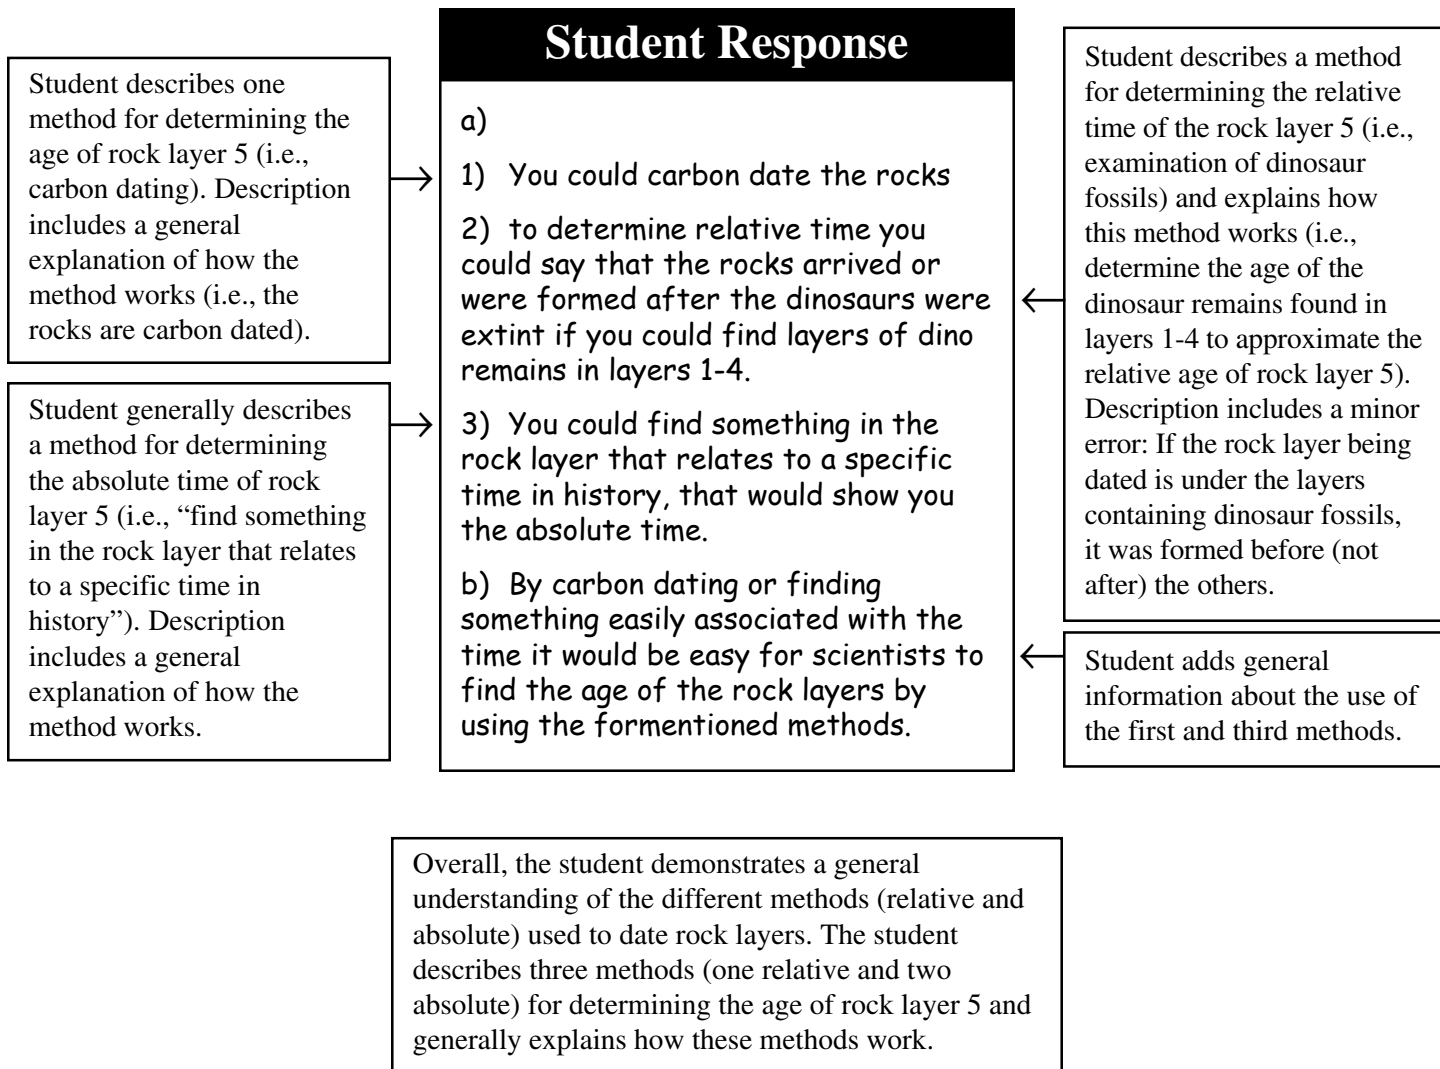 Student Response
Student describes one
method for determining the
age of rock layer 5 (i.e.,
carbon dating). Description
includes a general
explanation of how the
method works (i.e., the
rocks are carbon dated).
Student generally describes
a method for determining
the absolute time of rock
layer 5 (i.e., “find something
in the rock layer that relates
to a specific time in
history”). Description
includes a general
explanation of how the
method works.
a)
1) You could carbon date the rocks
2) to determine relative time you
could say that the rocks arrived or
were formed after the dinosaurs were
extint if you could find layers of dino
remains in layers 1-4.
3) You could find something in the
rock layer that relates to a specific
time in history, that would show you
the absolute time.
b) By carbon dating or finding
something easily associated with the
time it would be easy for scientists to
find the age of the rock layers by
using the formentioned methods.
Student describes a method
for determining the relative
time of the rock layer 5 (i.e.,
examination of dinosaur
fossils) and explains how
this method works (i.e.,
determine the age of the
dinosaur remains found in
layers 1-4 to approximate the
relative age of rock layer 5).
Description includes a minor
error: If the rock layer being
dated is under the layers
containing dinosaur fossils,
it was formed before (not
after) the others.
Student adds general
information about the use of
the first and third methods.
Overall, the student demonstrates a general
understanding of the different methods (relative and
absolute) used to date rock layers. The student
describes three methods (one relative and two
absolute) for determining the age of rock layer 5 and
generally explains how these methods work.